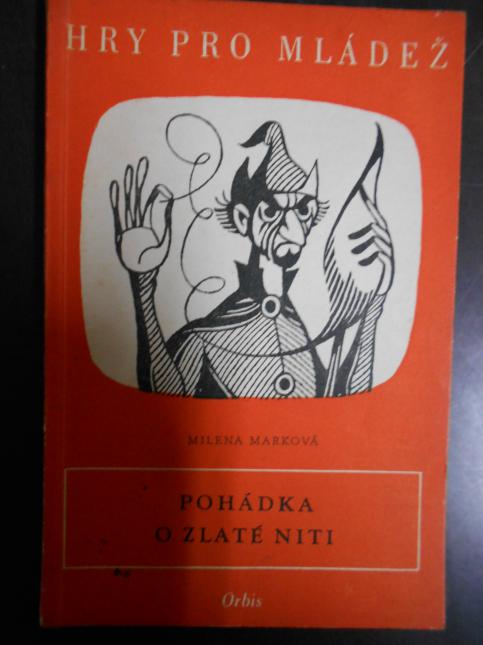 HRY PRO MLÁDEŽ
MILENA MARKOVÁ
POHÁDKA
O ZLATÉ NITI
Orbis